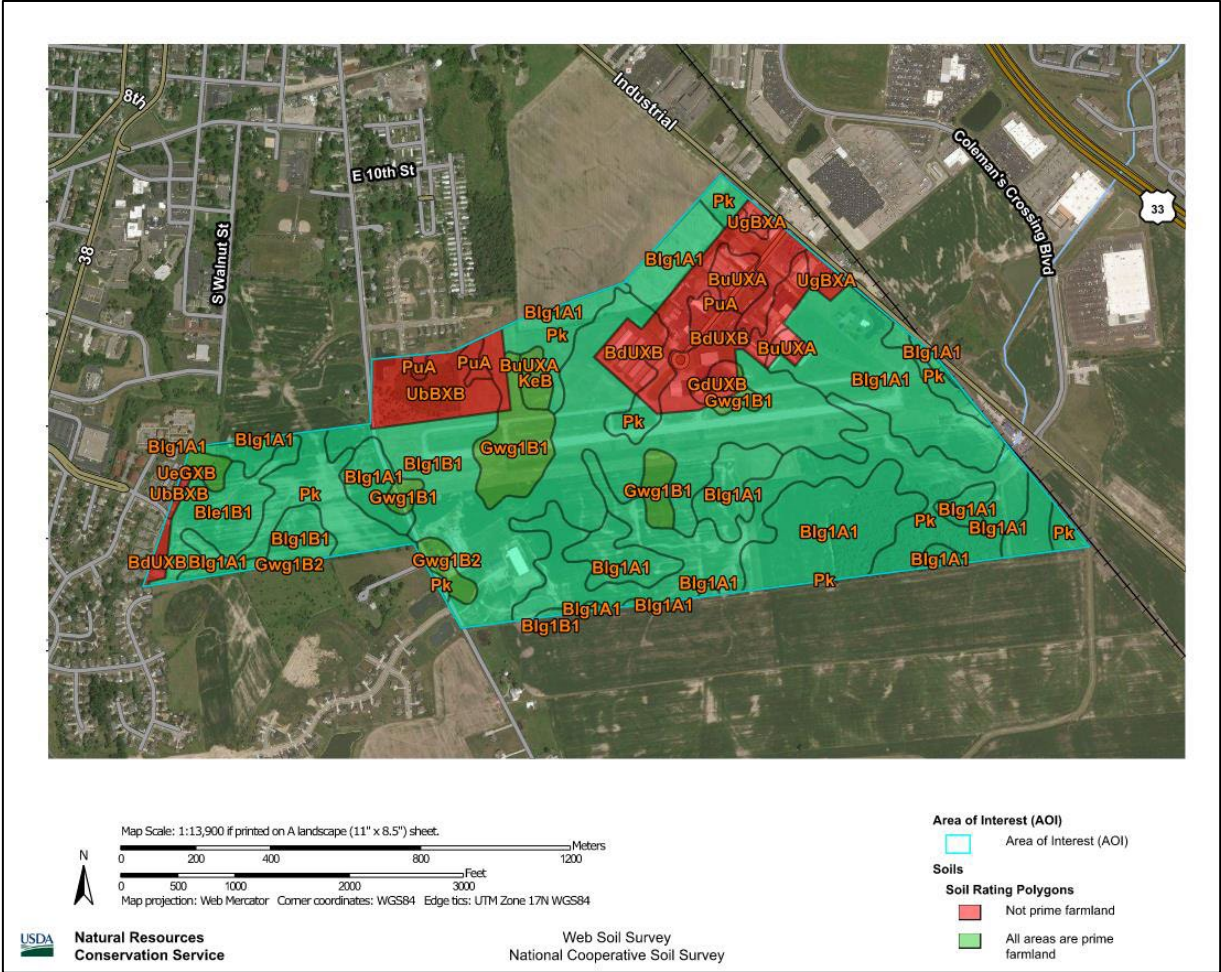 8th
Industrial
E 10th St
Coleman's Crossing Blvd
33
38
S Walnut St
Pk
UgBXA
Blg1A1
BuUXA
UgBXA
PuA
Blg1A1
Pk
BdUXB
BdUXB
BuUXA
Blg1A1
PuA
PuA
BuUXA
KeB
Pk
Blg1A1
GdUXB
UbBXB
Gwg1B1
Pk
Blg1A1
Blg1A1
Gwg1B1
Blg1B1
UeGXB
Blg1A1
UbBXB
Pk
Gwg1B1
Gwg1B1
Blg1A1
Ble1B1
Blg1A1
Pk
Blg1A1
Blg1A1
Blg1B1
Pk
BdUXB
Blg1A1
Gwg1B2
Gwg1B2
Blg1A1
Blg1A1
Pk
Blg1A1
Pk
Blg1A1
Blg1A1
Blg1B1
Map Scale: 1:13,900 if printed on A landscape (11" x 8.5") sheet.
N
0 200 400 800 1200 Meters
0 500 1000 2000 3000 Feet
Map projection: Web Mercator Corner coordinates: WGS84 Edge tics: UTM Zone 17N WGS84
Area of Interest (AOI)
Area of Interest (AOI)
Soils
Soil Rating Polygons
Not prime farmland
All areas are prime
farmland
USDA
Natural Resources
Conservation Service
Web Soil Survey
National Cooperative Soil Survey